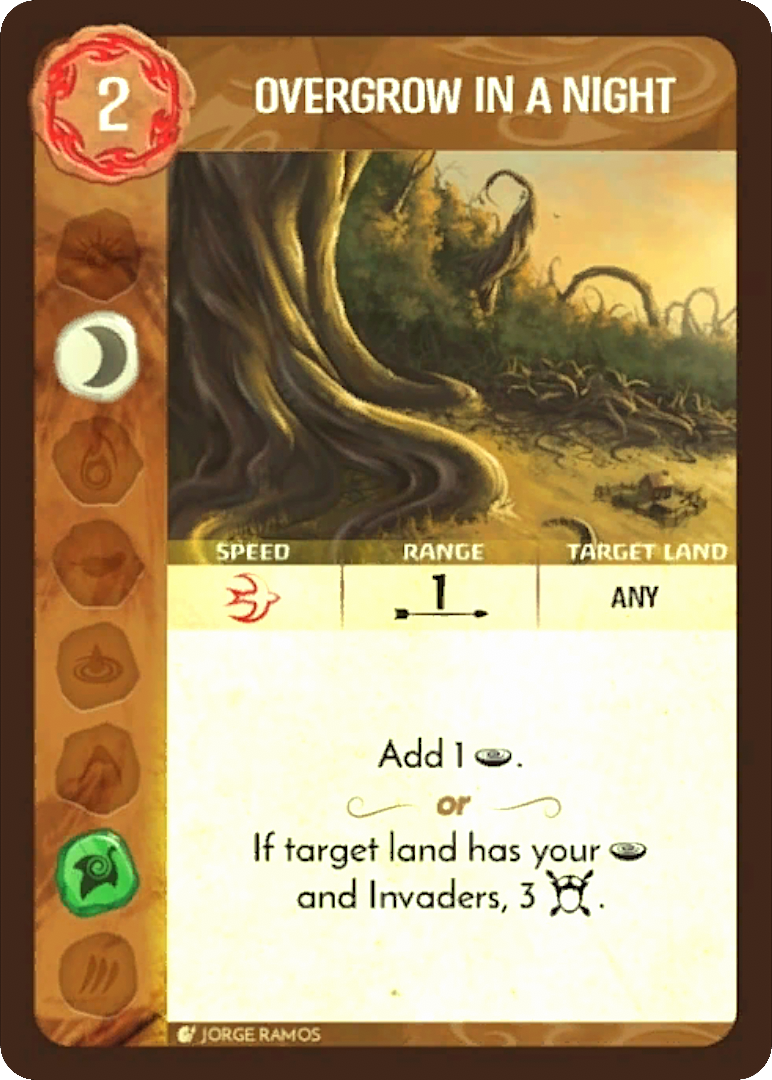 2
OVERGROW IN A NIGHT
SPEED RANGE TARGET LAND
1 ANY
Add 1 .
or
If target land has your
and Invaders, 3 .
JORGE RAMOS